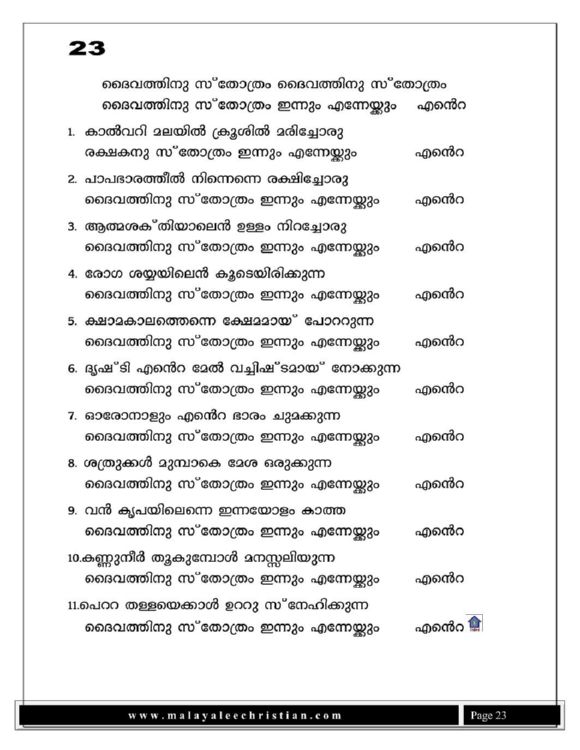 23
ദൈവത്തിനു സ്തോത്രം ദൈവത്തിനു സ്തോത്രം
ദൈവത്തിനു സ്തോത്രം ഇന്നും എന്നേയ്ക്കും എൻെറ
1. കാൽവറി മലയിൽ ക്രൂശിൽ മരിച്ചോരു
രക്ഷകനു സ്തോത്രം ഇന്നും എന്നേയ്ക്കും എൻെറ
2. പാപഭാരത്തീൽ നിന്നെന്നെ രക്ഷിച്ചോരു
ദൈവത്തിനു സ്തോത്രം ഇന്നും എന്നേയ്ക്കും എൻെറ
3. ആത്മശക്തിയാലെൻ ഉള്ളം നിറച്ചോരു
ദൈവത്തിനു സ്തോത്രം ഇന്നും എന്നേയ്ക്കും എൻെറ
4. രോഗ ശയ്യയിലെൻ കൂടെയിരിക്കുന്ന
ദൈവത്തിനു സ്തോത്രം ഇന്നും എന്നേയ്ക്കും എൻെറ
5. ക്ഷാമകാലത്തെന്നെ ക്ഷേമമായ് പോററുന്ന
ദൈവത്തിനു സ്തോത്രം ഇന്നും എന്നേയ്ക്കും എൻെറ
6. ദൃഷ്ടി എൻെറ മേൽ വച്ചിഷ്ടമായ് നോക്കുന്ന
ദൈവത്തിനു സ്തോത്രം ഇന്നും എന്നേയ്ക്കും എൻെറ
7. ഓരോനാളും എൻെറ ഭാരം ചുമക്കുന്ന
ദൈവത്തിനു സ്തോത്രം ഇന്നും എന്നേയ്ക്കും എൻെറ
8. ശത്രുക്കൾ മുമ്പാകെ മേശ ഒരുക്കുന്ന
ദൈവത്തിനു സ്തോത്രം ഇന്നും എന്നേയ്ക്കും എൻെറ
9. വൻ കൃപയിലെന്നെ ഇന്നയോളം കാത്ത
ദൈവത്തിനു സ്തോത്രം ഇന്നും എന്നേയ്ക്കും എൻെറ
10.കണ്ണുനീർ തൂകുമ്പോൾ മനസ്സലിയുന്ന
ദൈവത്തിനു സ്തോത്രം ഇന്നും എന്നേയ്ക്കും എൻെറ
11.പെററ തള്ളയെക്കാൾ ഉററു സ്നേഹിക്കുന്ന
ദൈവത്തിനു സ്തോത്രം ഇന്നും എന്നേയ്ക്കും എൻെറ
www.malayaleechristian.com Page 23